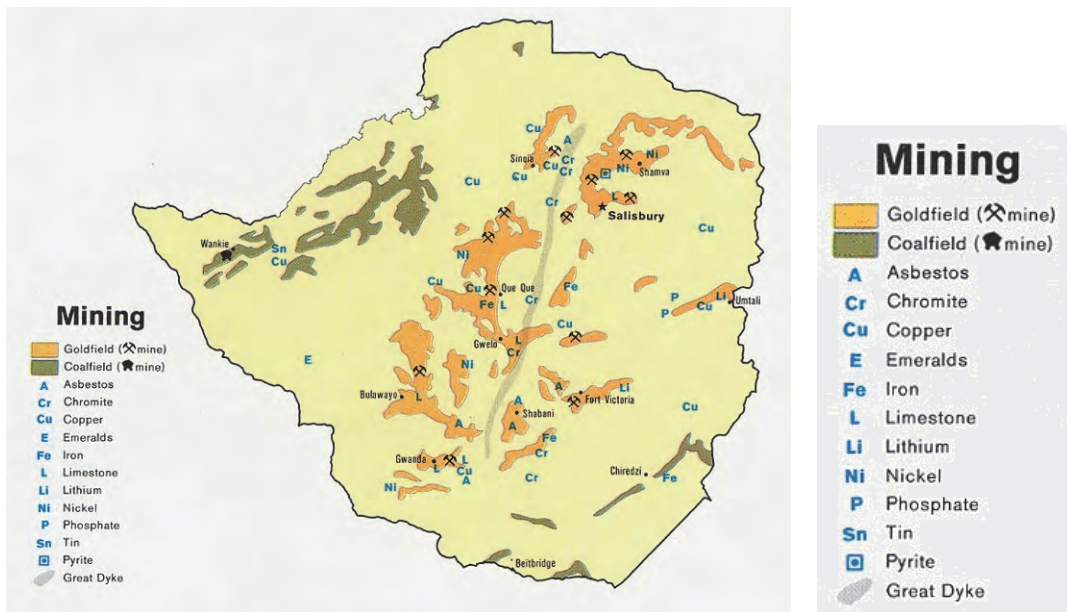 Cu
A
Sinoia
Cu
Cr
Cr
Cu
Cu
Ni
Shamva
Ni
L
Cr
Salisbury
Cu
Wankie
Sn
Cu
Ni
Cu
Cu
Que Que
Fe
L
Cr
Fe
P
P
Cu
Li
Umtali
Gwelo
L
Cr
Cu
E
Ni
Bulawayo
L
A
A
Shabani
A
A
Li
Fort Victoria
Cu
Fe
Cr
Gwanda
L
L
Cu
A
Ni
Cr
Chiredzi
Fe
Beitbridge
Mining
Goldfield (mine)
Coalfield (mine)
A Asbestos
Cr Chromite
Cu Copper
E Emeralds
Fe Iron
L Limestone
Li Lithium
Ni Nickel
P Phosphate
Sn Tin
Pyrite
Great Dyke
Mining
Goldfield (mine)
Coalfield (mine)
A Asbestos
Cr Chromite
Cu Copper
E Emeralds
Fe Iron
L Limestone
Li Lithium
Ni Nickel
P Phosphate
Sn Tin
Pyrite
Great Dyke